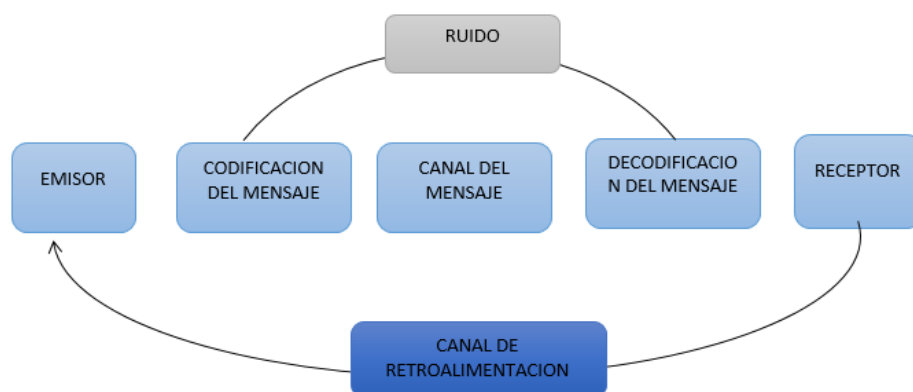 RUIDO
EMISOR
CODIFICACION
DEL MENSAJE
CANAL DEL
MENSAJE
DECODIFICACIO
N DEL MENSAJE
RECEPTOR
CANAL DE
RETROALIMENTACION